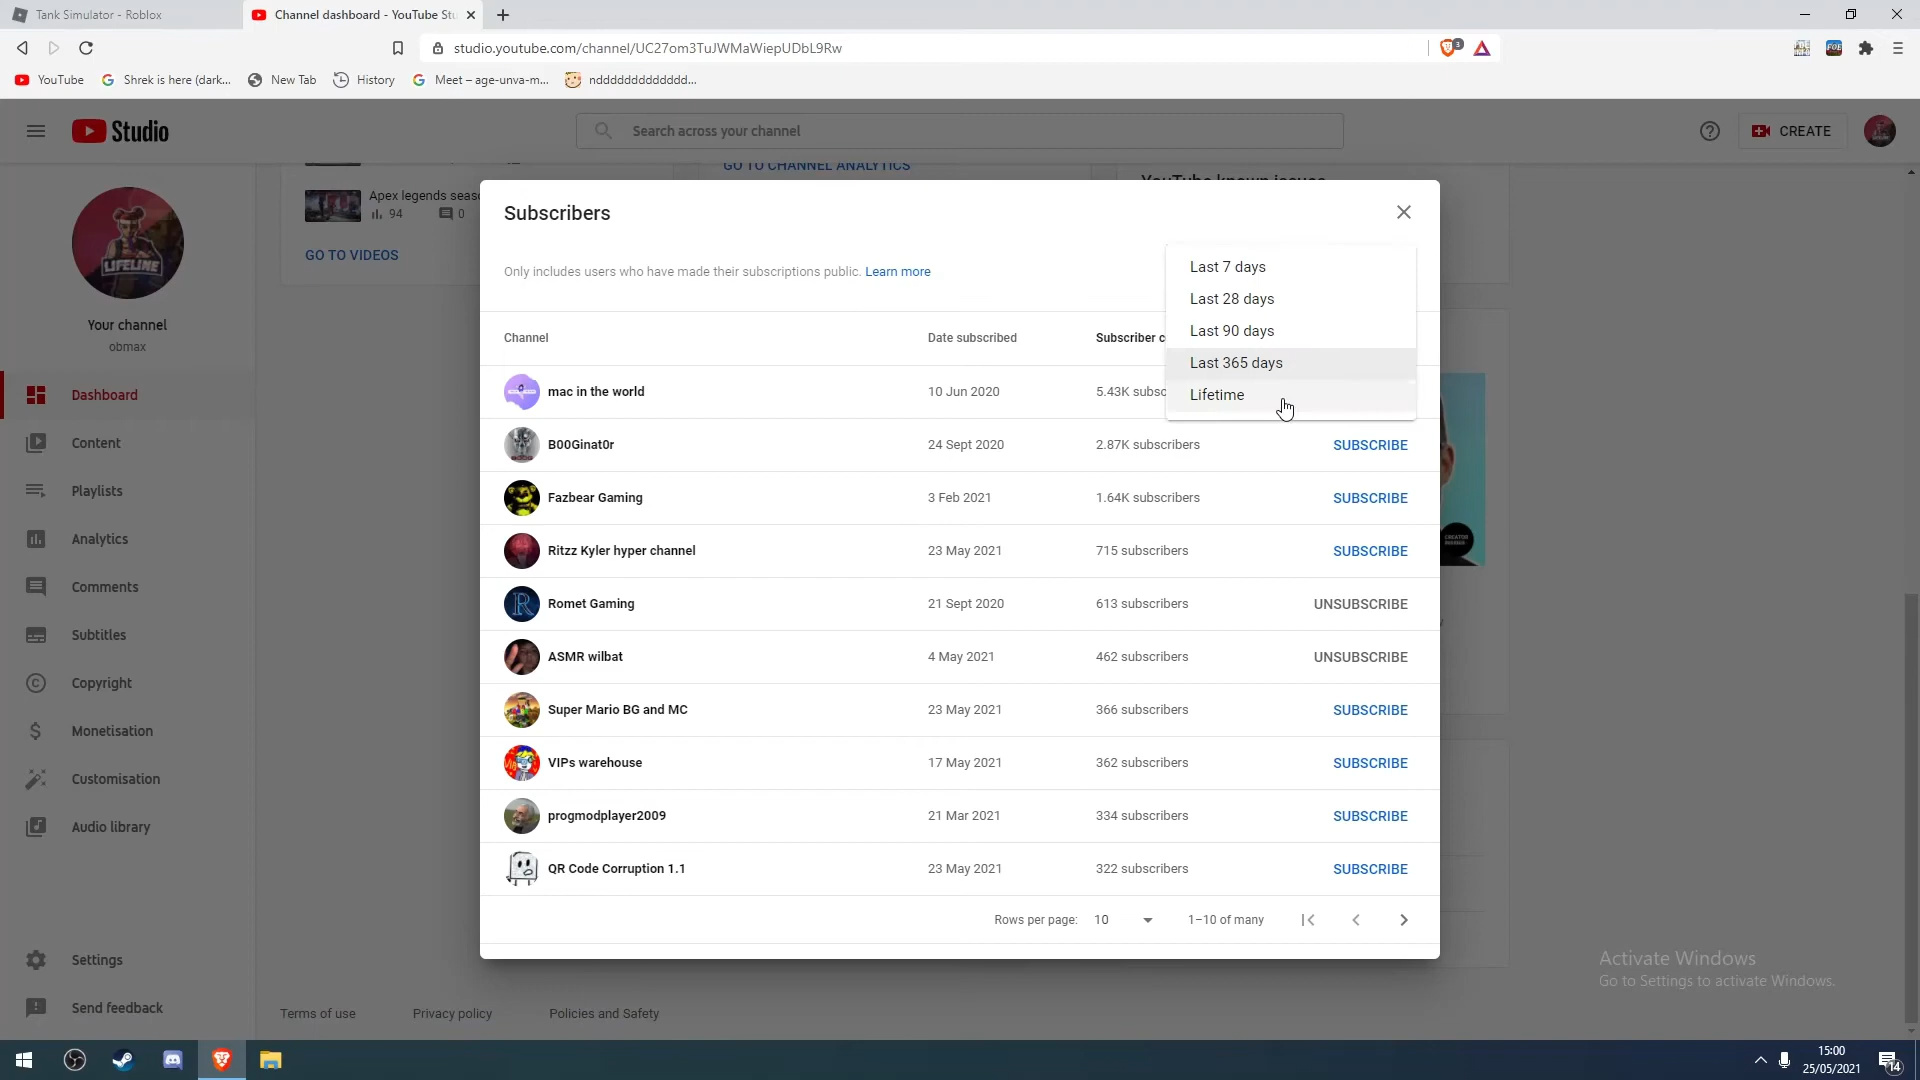 Tank Simulator - Roblox
Channel dashboard - YouTube Stu
studio.youtube.com/channel/UC27om3TuJWMaWiepUDbL9Rw
3
FOE
YouTube
Shrek is here (dark...
New Tab
History
Meet – age-unva-m...
nddddddddddddd...
Studio
Search across your channel
CREATE
GO TO CHANNEL ANALYTICS
YouTube known issues
Apex legends seas
94
0
GO TO VIDEOS
LIFELINE
Your channel
obmax
Dashboard
Content
Playlists
Analytics
Comments
Subtitles
Copyright
Monetisation
Customisation
Audio library
Settings
Send feedback
Subscribers
Only includes users who have made their subscriptions public. Learn more
Last 7 days
Last 28 days
Last 90 days
Last 365 days
Lifetime
Channel
Date subscribed
Subscriber c
mac in the world
10 Jun 2020
5.43K subsc
B00Ginat0r
24 Sept 2020
2.87K subscribers
SUBSCRIBE
Fazbear Gaming
3 Feb 2021
1.64K subscribers
SUBSCRIBE
Ritzz Kyler hyper channel
23 May 2021
715 subscribers
SUBSCRIBE
Romet Gaming
21 Sept 2020
613 subscribers
UNSUBSCRIBE
ASMR wilbat
4 May 2021
462 subscribers
UNSUBSCRIBE
Super Mario BG and MC
23 May 2021
366 subscribers
SUBSCRIBE
VIPs warehouse
17 May 2021
362 subscribers
SUBSCRIBE
progmodplayer2009
21 Mar 2021
334 subscribers
SUBSCRIBE
QR Code Corruption 1.1
23 May 2021
322 subscribers
SUBSCRIBE
Rows per page:
10
1–10 of many
CREATOR INSIDER
Activate Windows
Go to Settings to activate Windows.
Terms of use
Privacy policy
Policies and Safety
15:00
25/05/2021
14